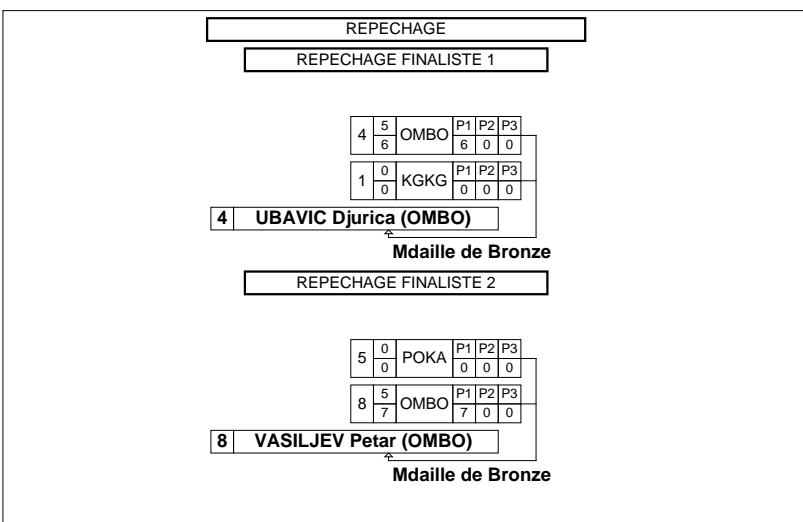 REPECHAGE
REPECHAGE FINALISTE 1
4 5 OMBO P1 P2 P3
6 6 0 0
1 0 KGKG P1 P2 P3
0 0 0 0
4 UBAVIC Djurica (OMBO)
Mdaille de Bronze
REPECHAGE FINALISTE 2
5 0 POKA P1 P2 P3
0 0 0 0
8 5 OMBO P1 P2 P3
7 7 0 0
8 VASILJEV Petar (OMBO)
Mdaille de Bronze